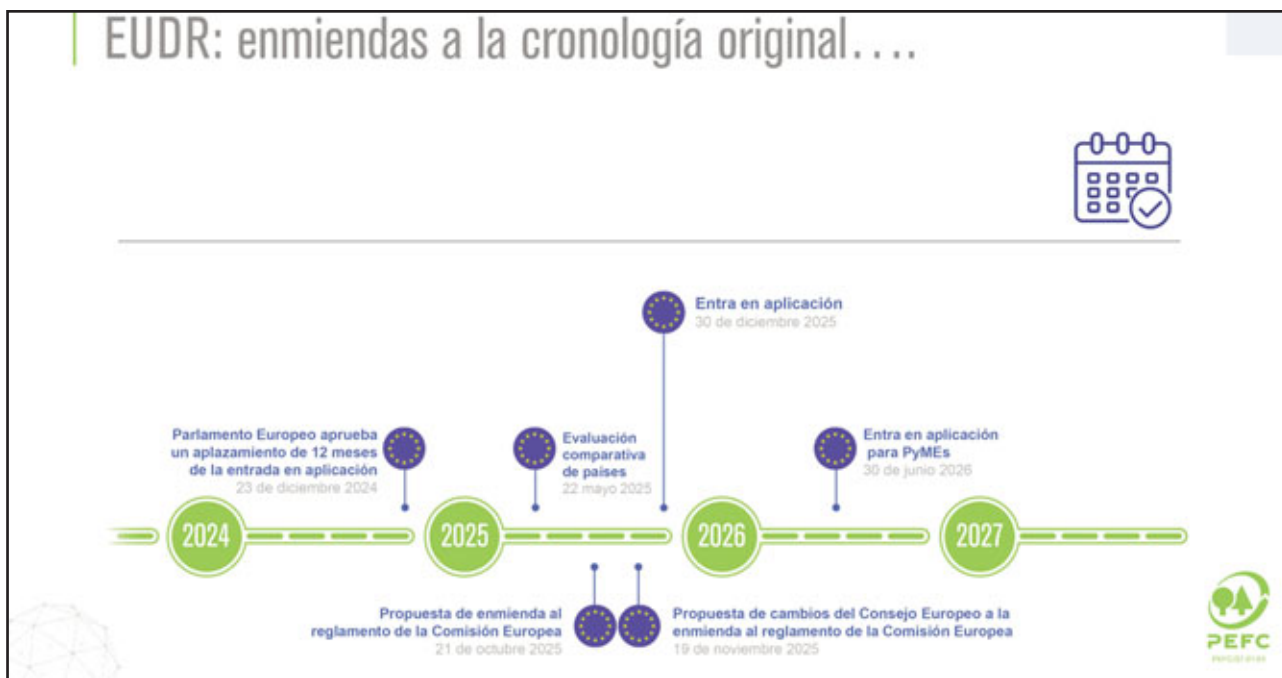 EUDR: enmiendas a la cronología original....
Entra en aplicación
30 de diciembre 2025
Parlamento Europeo aprueba
un aplazamiento de 12 meses
de la entrada en aplicación
23 de diciembre 2024
Evaluación
comparativa
de países
22 mayo 2025
Entra en aplicación
para PyMEs
30 de junio 2026
2024
2025
2026
2027
Propuesta de enmienda al
reglamento de la Comisión Europea
21 de octubre 2025
Propuesta de cambios del Consejo Europeo a la
enmienda al reglamento de la Comisión Europea
19 de noviembre 2025
PEFC